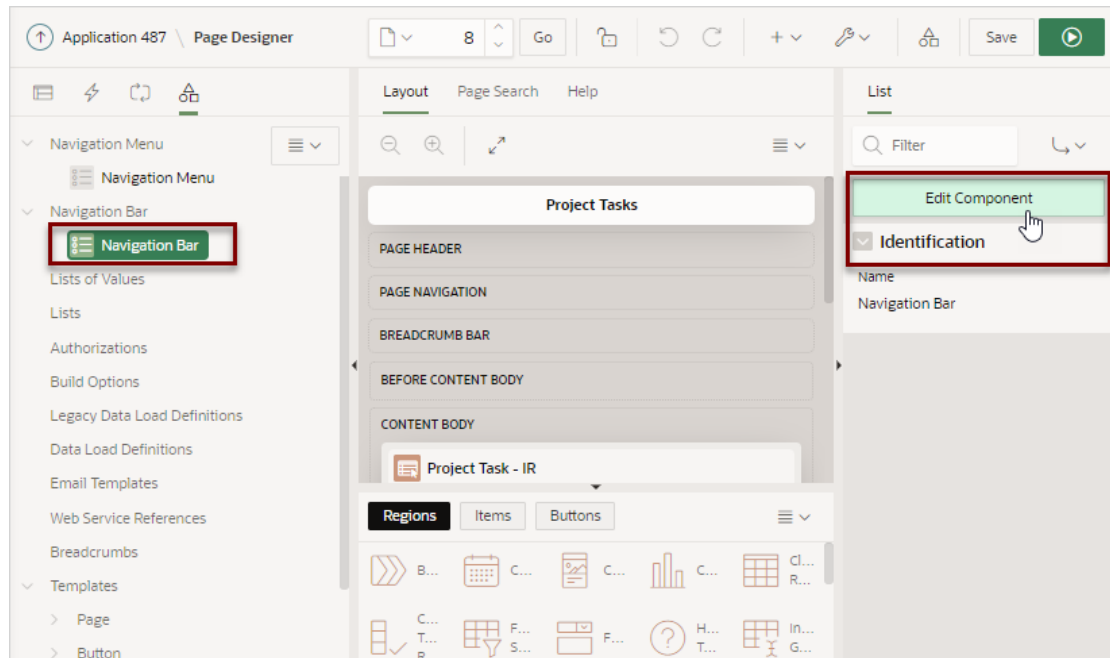 Application 487 \ Page Designer
8
Go
Save
Navigation Menu
Navigation Menu
Navigation Bar
Navigation Bar
Lists of Values
Lists
Authorizations
Build Options
Legacy Data Load Definitions
Data Load Definitions
Email Templates
Web Service References
Breadcrumbs
Templates
Page
Button
Layout Page Search Help
Project Tasks
PAGE HEADER
PAGE NAVIGATION
BREADCRUMB BAR
BEFORE CONTENT BODY
CONTENT BODY
Project Task - IR
Regions Items Buttons
B... C... C... C... Cl...
R...
C...
T...
R
F...
S...
F...
H...
T...
In...
G...
List
Filter
Edit Component
Identification
Name
Navigation Bar